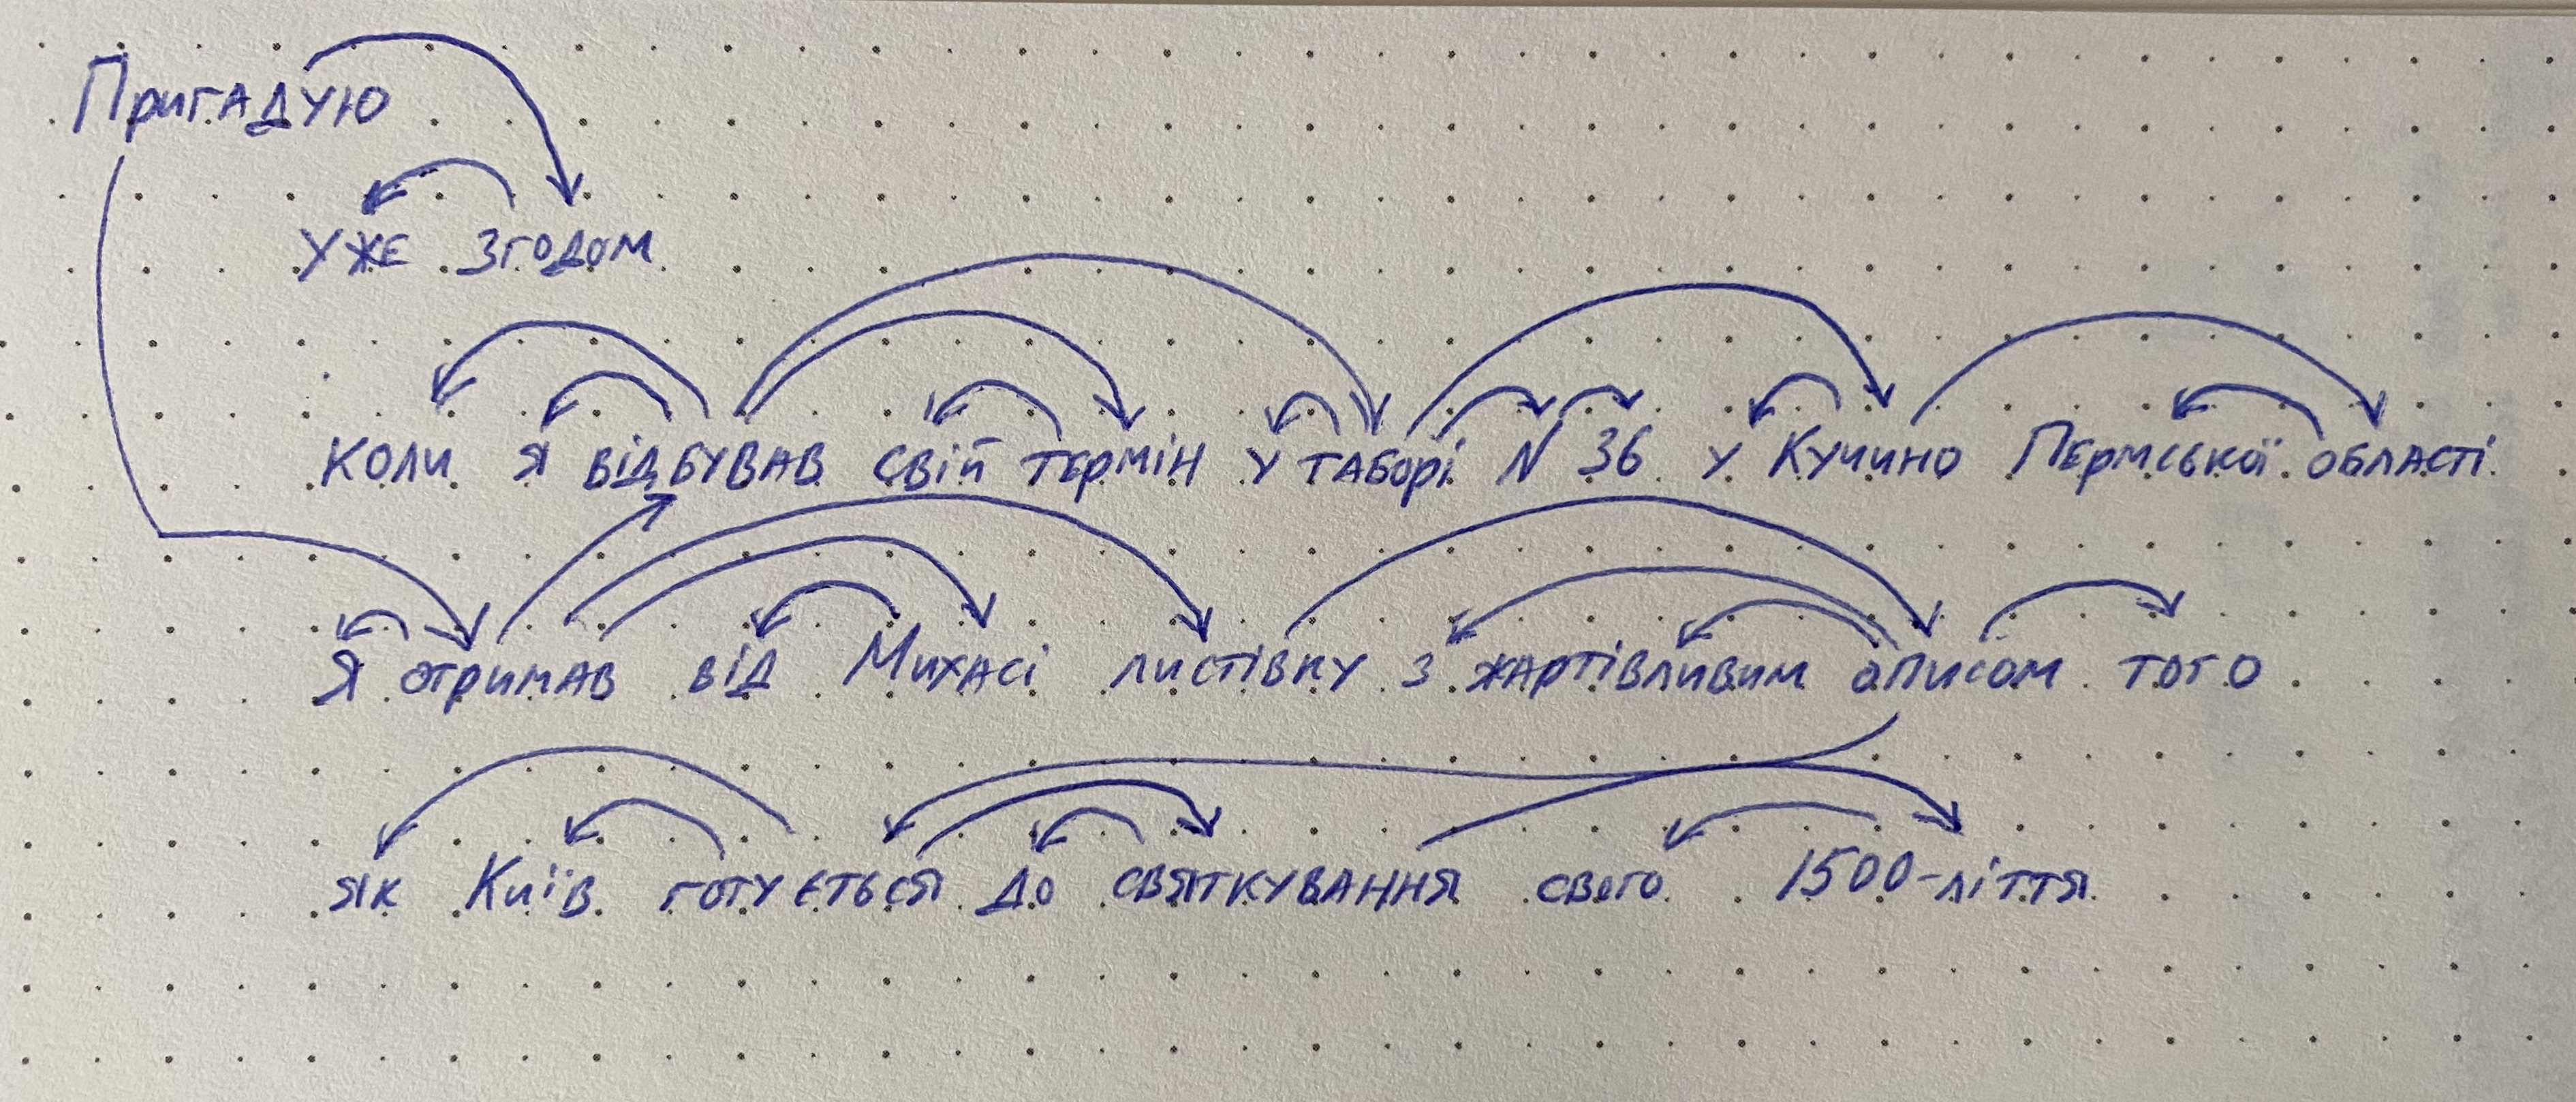 Пригадую
уже згодом
коли я відбував свій термін у таборі N 36 у Кучино Пермської області
Я отримав від Михасі листівку з жартівливим описом того
як Київ готується до святкування свого 1500-ліття